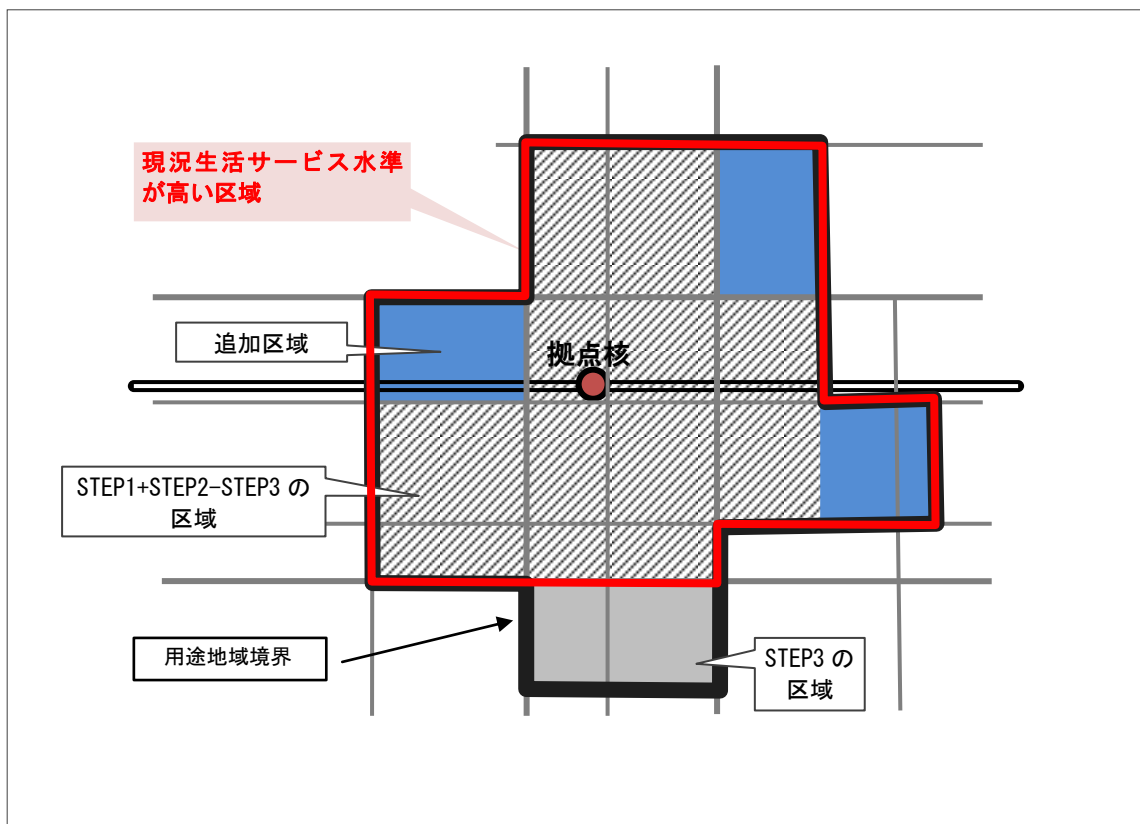 現況生活サービス水準
が高い区域
追加区域
拠点核
STEP1+STEP2−STEP3 の
区域
用途地域境界
STEP3 の
区域